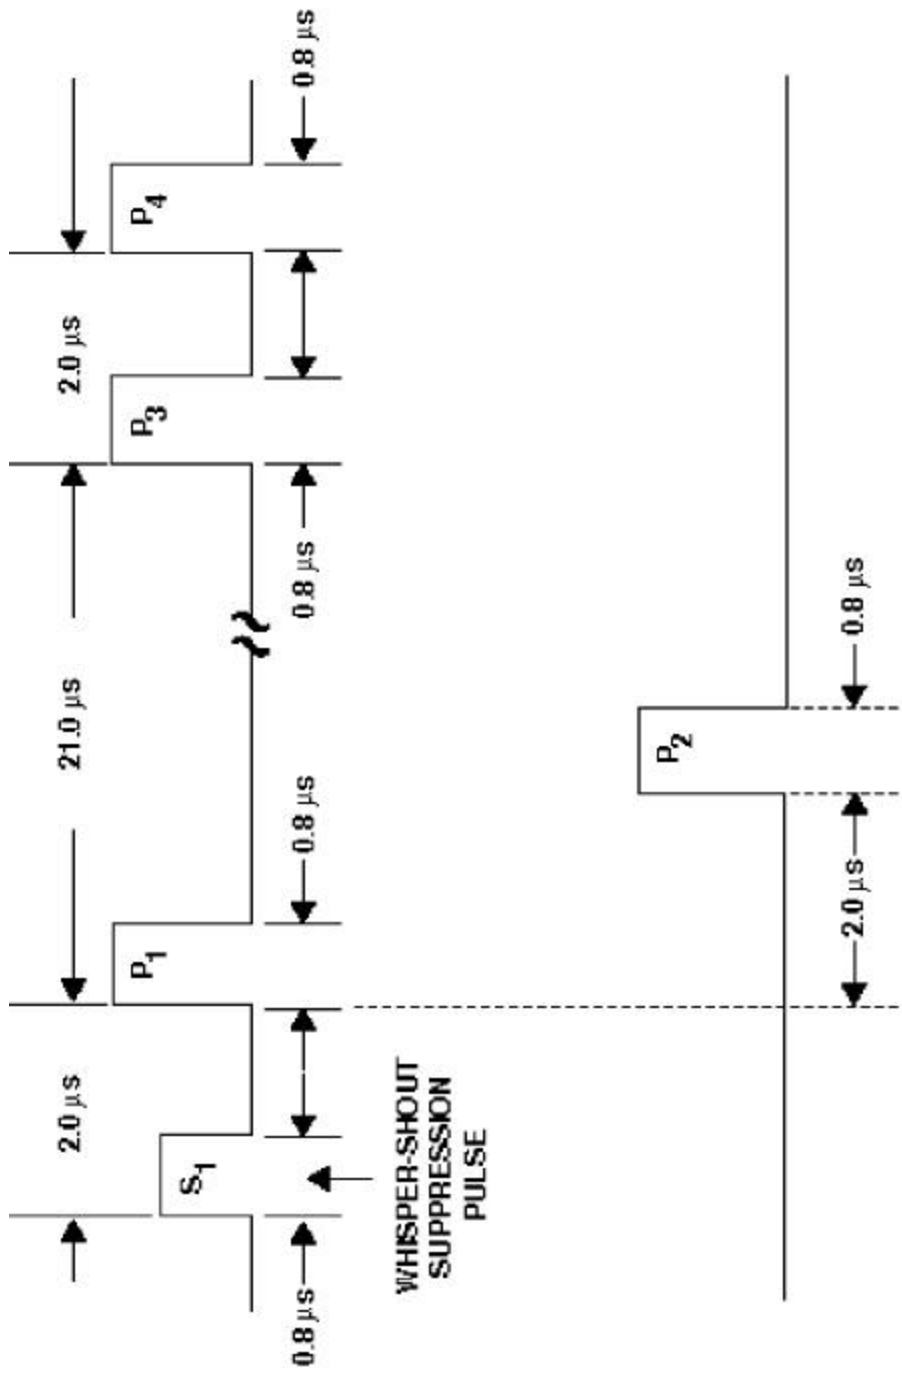 2.0 μs
21.0 μs
2.0 μs
S1
P1
P3
P4
0.8 μs
0.8 μs
0.8 μs
0.8 μs
WHISPER-SHOUT
SUPPRESSION
PULSE
P2
2.0 μs
0.8 μs